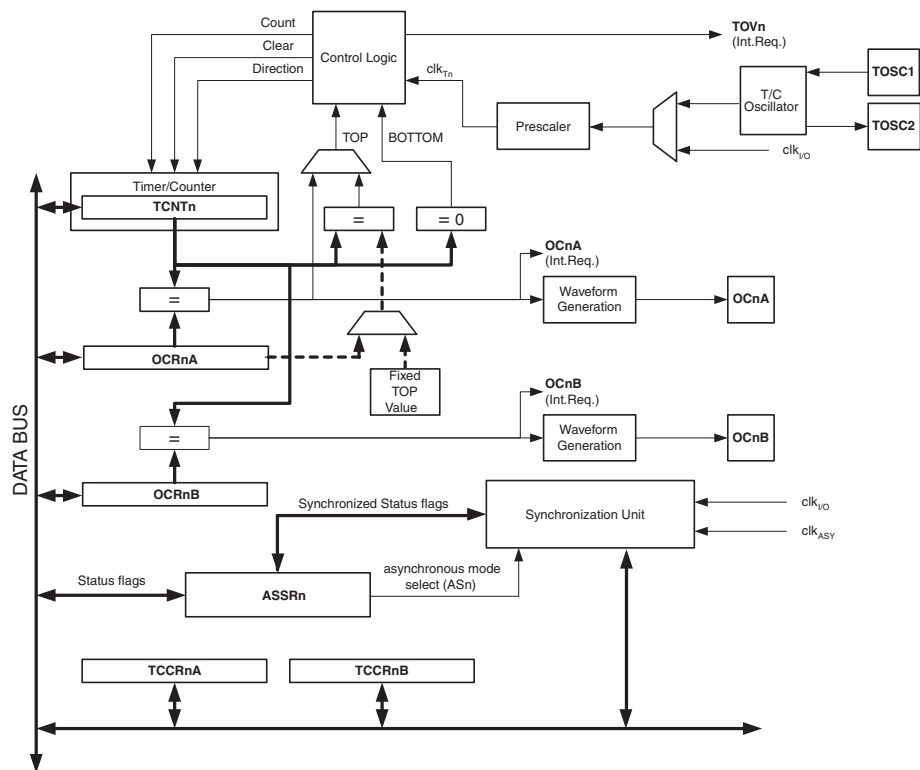 Count
Clear
Direction
Control Logic
TOVn
(Int.Req.)
clkTn
TOSC1
T/C
Oscillator
TOSC2
Prescaler
clkI/O
TOP
BOTTOM
Timer/Counter
TCNTn
=
= 0
OCnA
(Int.Req.)
=
Waveform
Generation
OCnA
OCRnA
Fixed
TOP
Value
OCnB
(Int.Req.)
=
Waveform
Generation
OCnB
DATA BUS
OCRnB
Synchronized Status flags
Synchronization Unit
clkI/O
clkASY
Status flags
ASSRn
asynchronous mode
select (ASn)
TCCRnA
TCCRnB